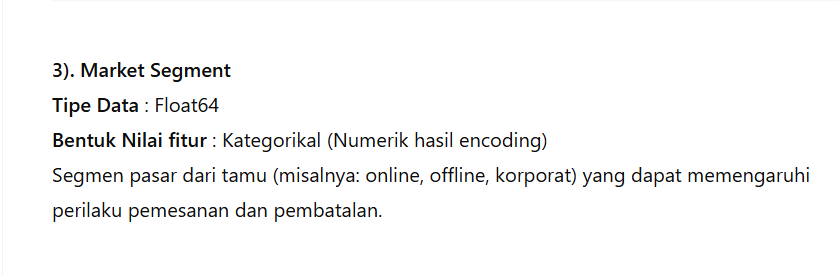 3). Market Segment
Tipe Data : Float64
Bentuk Nilai fitur : Kategorikal (Numerik hasil encoding)
Segmen pasar dari tamu (misalnya: online, offline, korporat) yang dapat memengaruhi
perilaku pemesanan dan pembatalan.